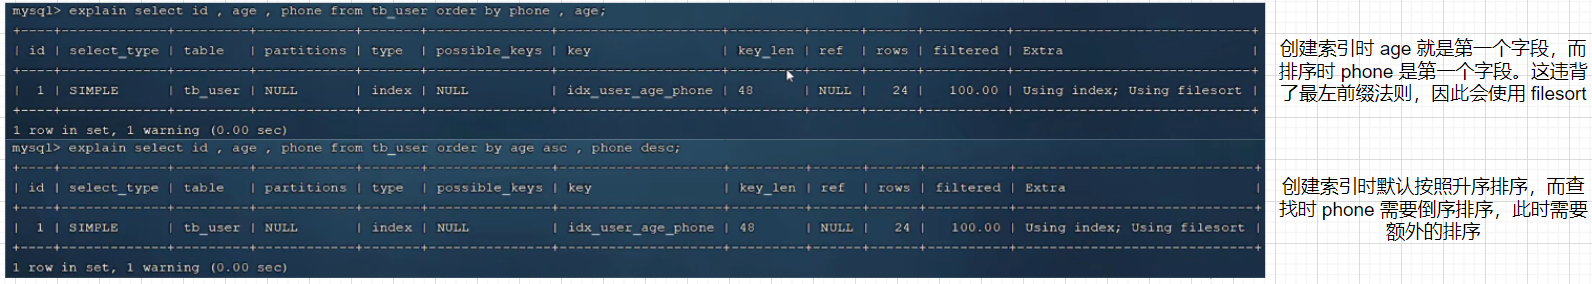 mysql> explain select id , age , phone from tb_user order by phone , age;
+----+-------------+---------+------------+-------+---------------+--------------------+---------+------+------+----------+-----------------------------+
| id | select_type | table | partitions | type | possible_keys | key | key_len | ref | rows | filtered | Extra |
+----+-------------+---------+------------+-------+---------------+--------------------+---------+------+------+----------+-----------------------------+
| 1 | SIMPLE | tb_user | NULL | index | NULL | idx_user_age_phone | 48 | NULL | 24 | 100.00 | Using index; Using filesort |
+----+-------------+---------+------------+-------+---------------+--------------------+---------+------+------+----------+-----------------------------+
1 row in set, 1 warning (0.00 sec)
创建索引时 age 就是第一个字段，而
排序时 phone 是第一个字段。这违背
了最左前缀法则，因此会使用 filesort
mysql> explain select id , age , phone from tb_user order by age asc , phone desc;
+----+-------------+---------+------------+-------+---------------+--------------------+---------+------+------+----------+-----------------------------+
| id | select_type | table | partitions | type | possible_keys | key | key_len | ref | rows | filtered | Extra |
+----+-------------+---------+------------+-------+---------------+--------------------+---------+------+------+----------+-----------------------------+
| 1 | SIMPLE | tb_user | NULL | index | NULL | idx_user_age_phone | 48 | NULL | 24 | 100.00 | Using index; Using filesort |
+----+-------------+---------+------------+-------+---------------+--------------------+---------+------+------+----------+-----------------------------+
1 row in set, 1 warning (0.00 sec)
创建索引时默认按照升序排序，而查
找时 phone 需要倒序排序，此时需要
额外的排序